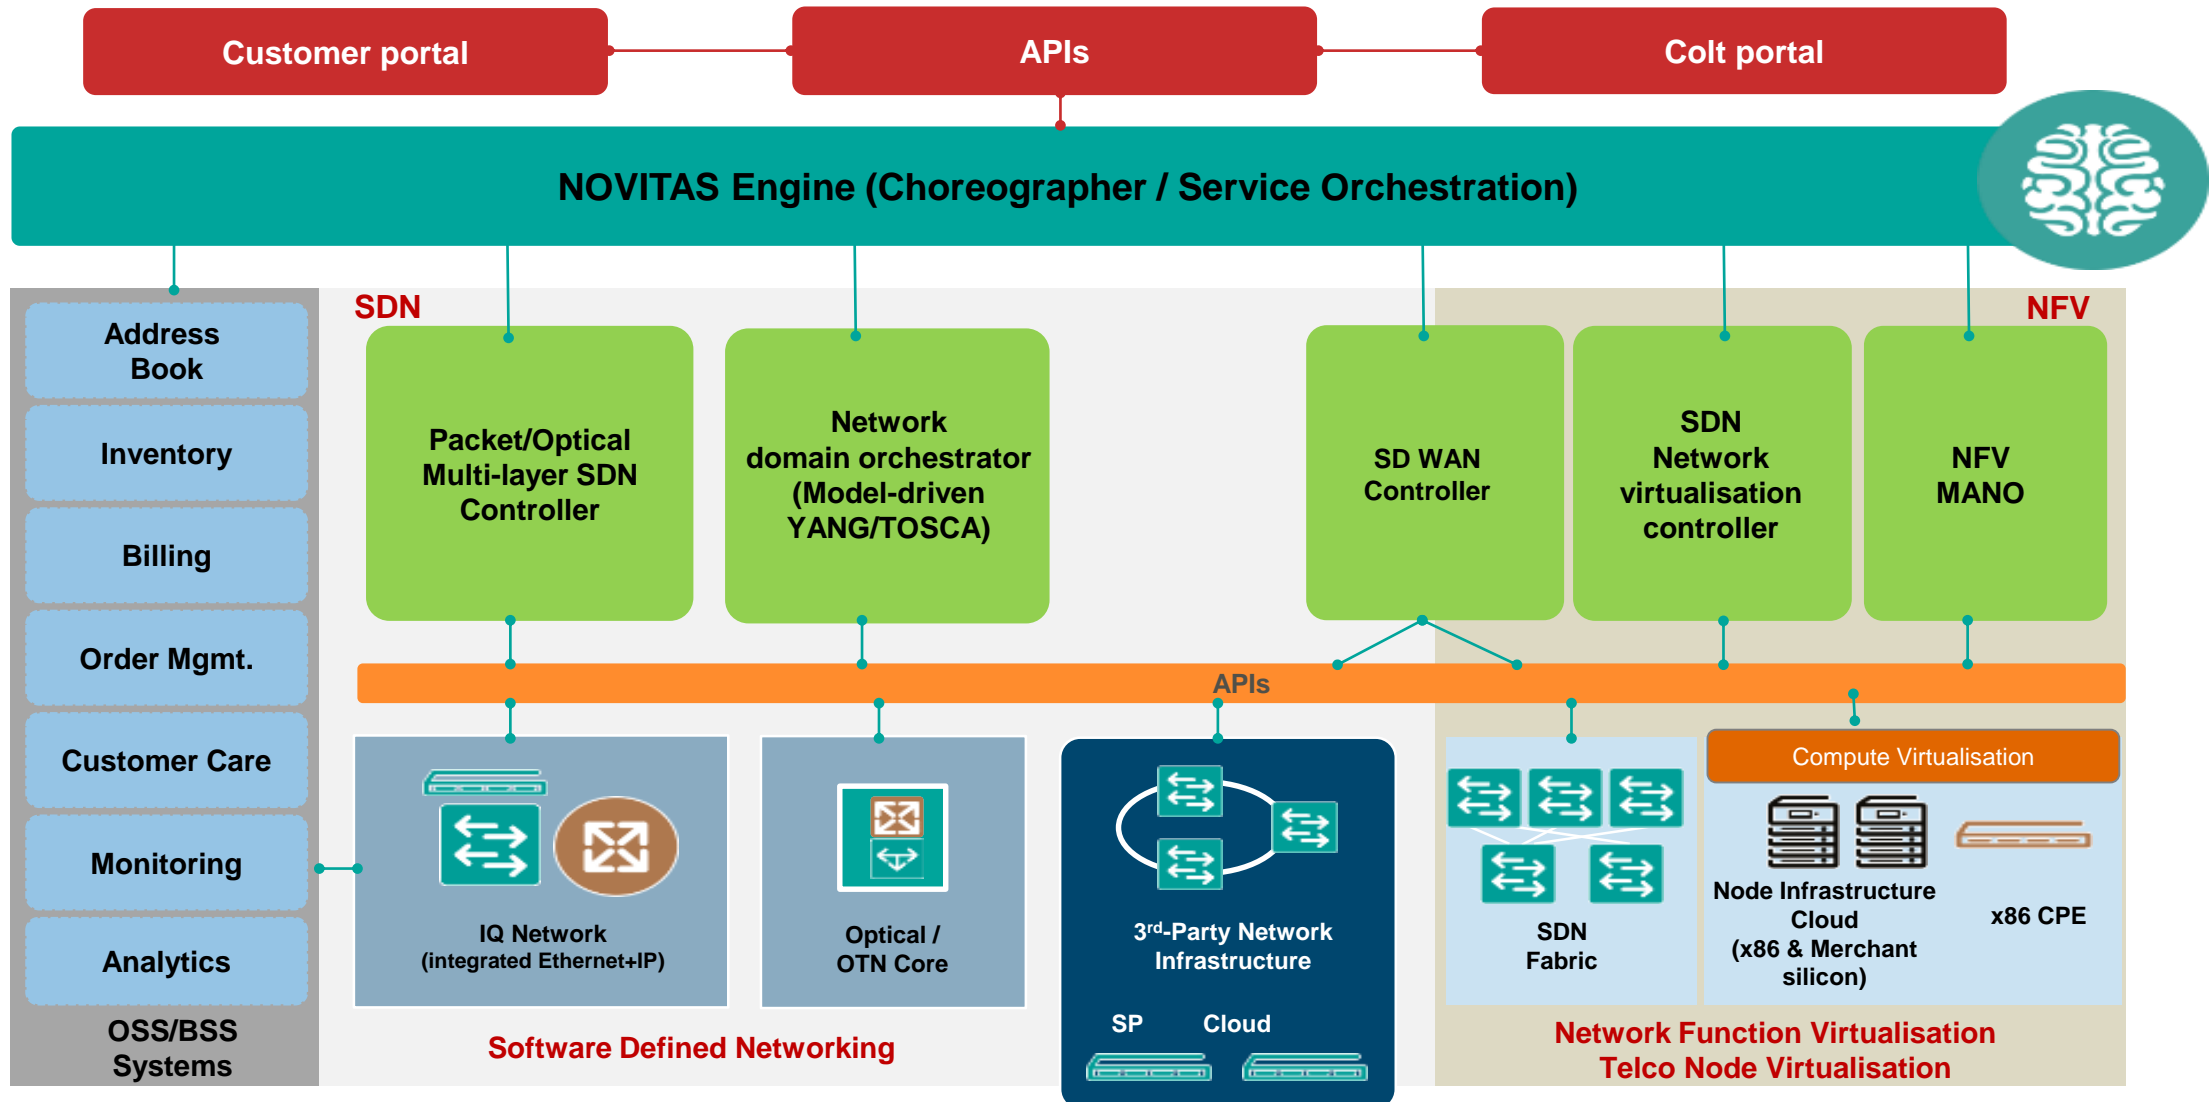 Customer portal
APIs
Colt portal
NOVITAS Engine (Choreographer / Service Orchestration)
SDN
NFV
Address
Book
Inventory
Billing
Order Mgmt.
Customer Care
Monitoring
Analytics
OSS/BSS
Systems
Packet/Optical
Multi-layer SDN
Controller
Network
domain orchestrator
(Model-driven
YANG/TOSCA)
SD WAN
Controller
SDN
Network
virtualisation
controller
NFV
MANO
APIs
IQ Network
(integrated Ethernet+IP)
Optical /
OTN Core
3rd-Party Network
Infrastructure
SP
Cloud
SDN
Fabric
Compute Virtualisation
Node Infrastructure
Cloud
(x86 & Merchant
silicon)
x86 CPE
Software Defined Networking
Network Function Virtualisation
Telco Node Virtualisation